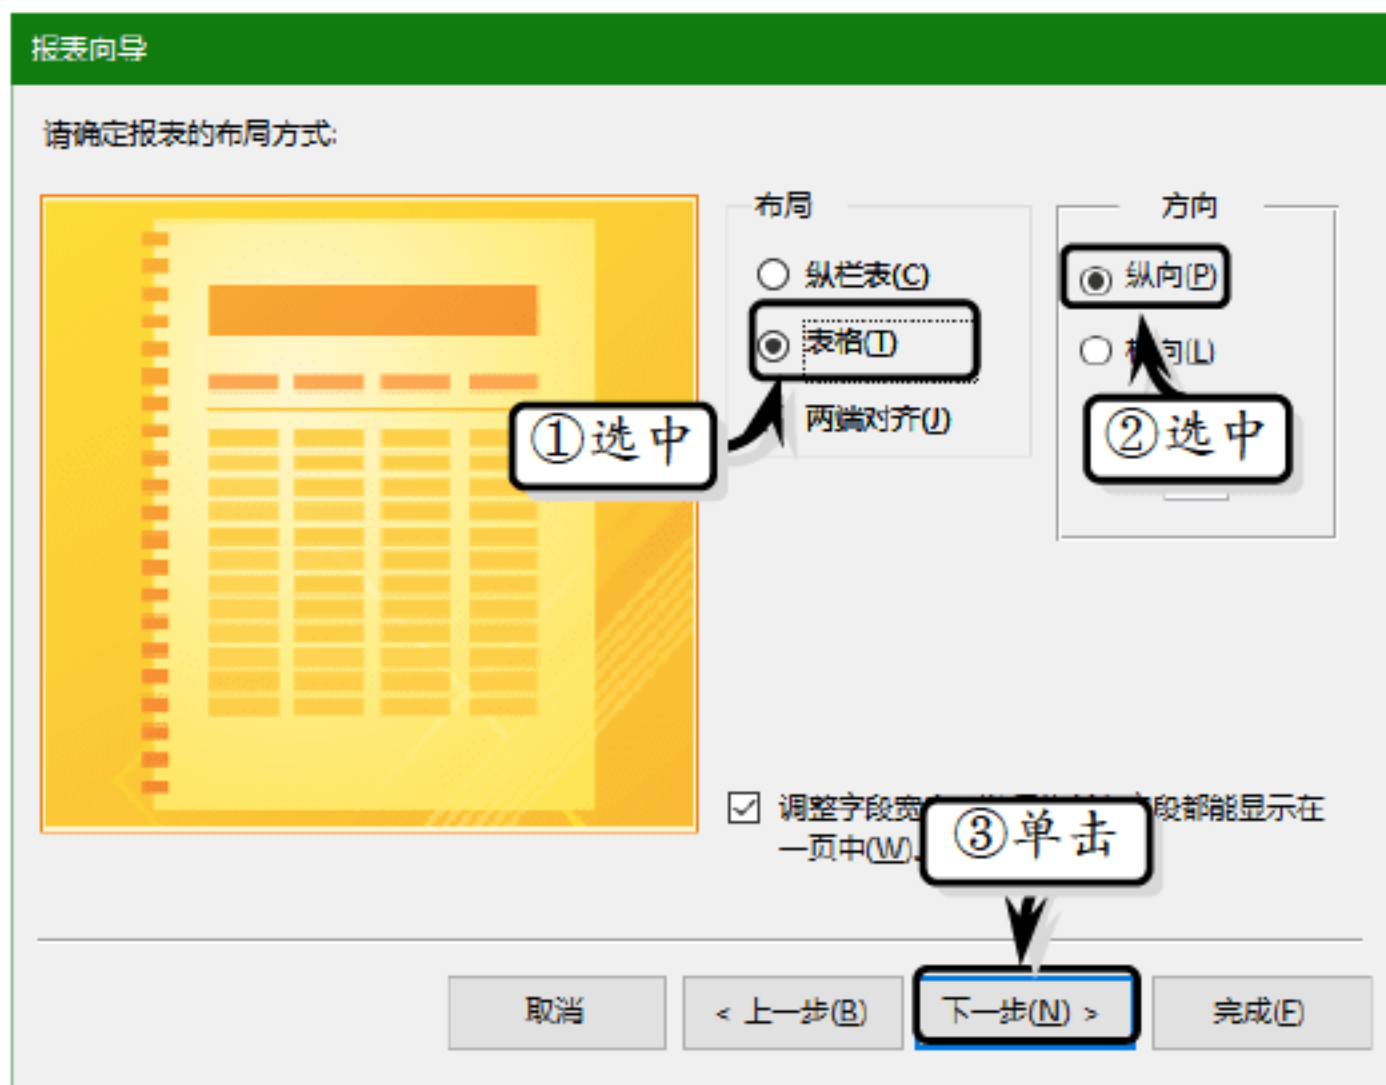 报表向导
请确定报表的布局方式:
布局
方向
纵栏表(C)
纵向(P)
表格(T)
向(L)
①选中
两端对齐(J)
②选中
调整字段宽 段都能显示在
一页中(W)
③单击
取消
< 上一步(B)
下一步(N) >
完成(F)